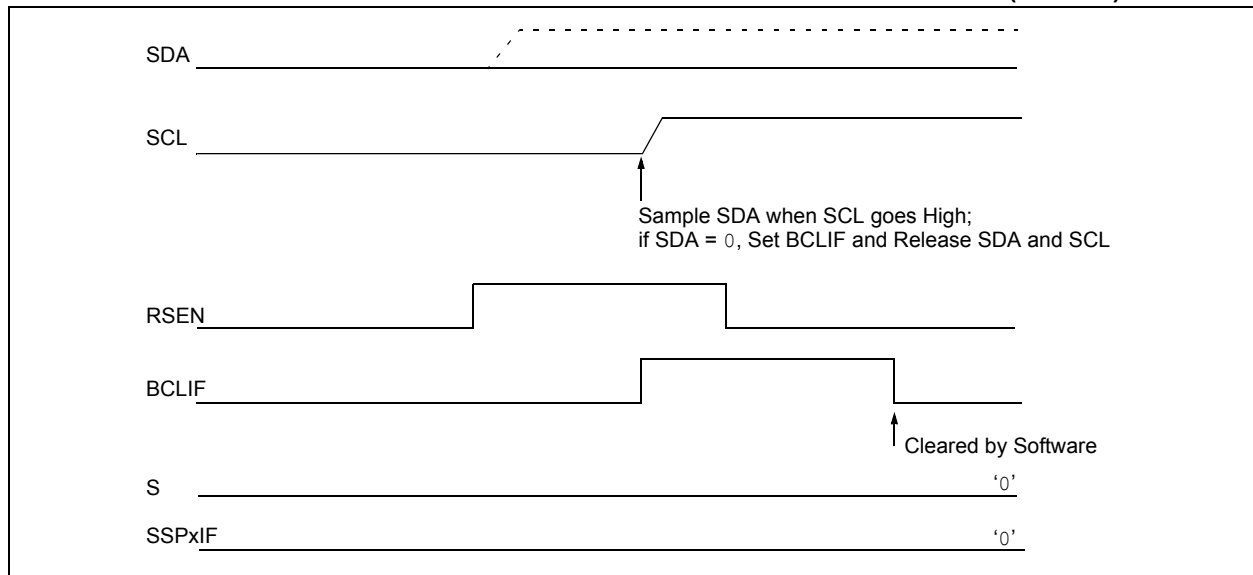 SDA
SCL
Sample SDA when SCL goes High;
if SDA = 0, Set BCLIF and Release SDA and SCL
RSEN
BCLIF
Cleared by Software
S
‘0’
SSPxIF
‘0’